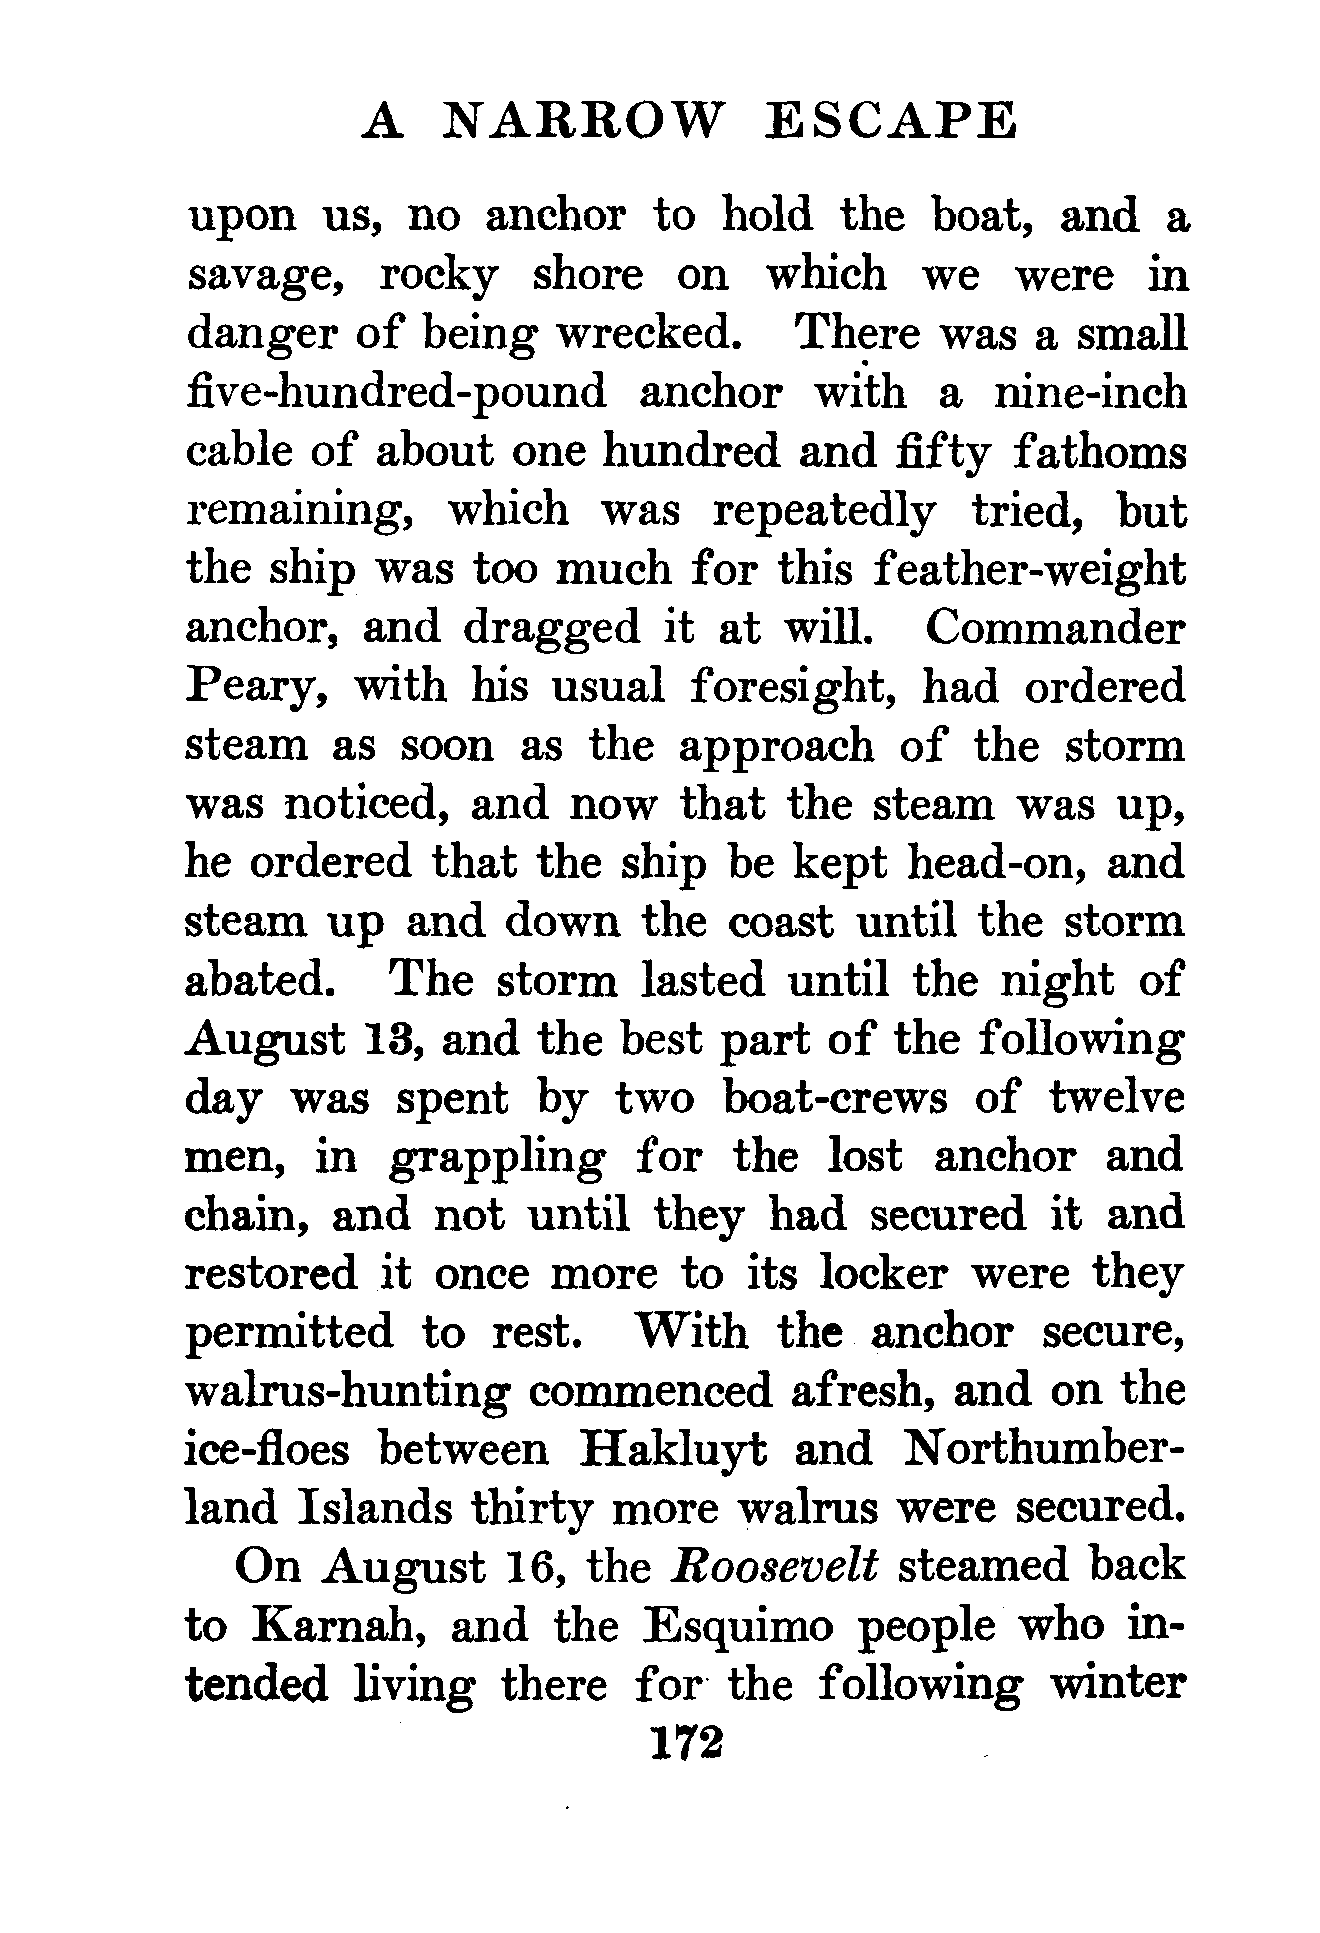 A NARROW ESCAPE
upon us, no anchor to hold the boat, and a
savage, rocky shore on which we were in
danger of being wrecked. There was a small
five-hundred-pound anchor with a nine-inch
cable of about one hundred and fifty fathoms
remaining, which was repeatedly tried, but
the ship was too much for this feather-weight
anchor, and dragged it at will. Commander
Peary, with his usual foresight, had ordered
steam as soon as the approach of the storm
was noticed, and now that the steam was up,
he ordered that the ship be kept head-on, and
steam up and down the coast until the storm
abated. The storm lasted until the night of
August 13, and the best part of the following
day was spent by two boat-crews of twelve
men, in grappling for the lost anchor and
chain, and not until they had secured it and
restored it once more to its locker were they
permitted to rest. With the anchor secure,
walrus-hunting commenced afresh, and on the
ice-floes between Hakluyt and Northumber-
land Islands thirty more walrus were secured.
On August 16, the Roosevelt steamed back
to Karnah, and the Esquimo people who in-
tended living there for the following winter
172